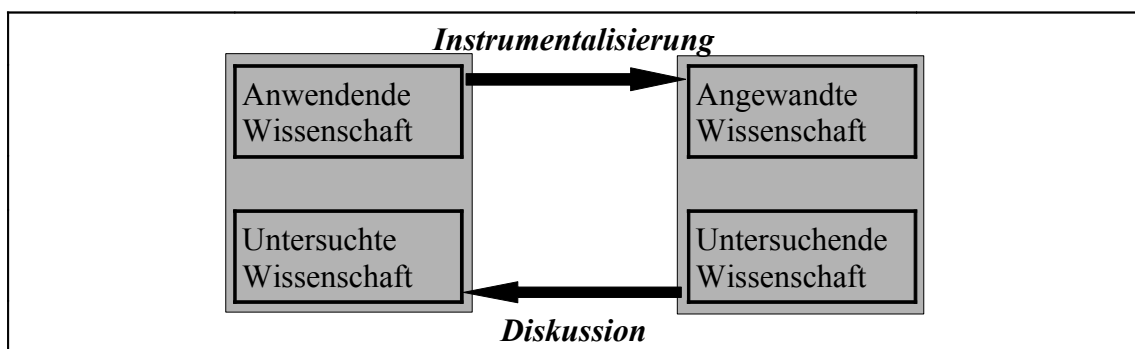 Instrumentalisierung
Anwendende
Wissenschaft
Angewandte
Wissenschaft
Untersuchte
Wissenschaft
Untersuchende
Wissenschaft
Diskussion